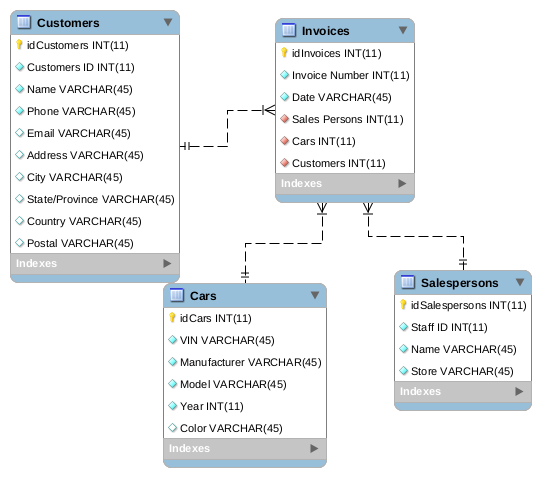 Customers
idCustomers INT(11)
Customers ID INT(11)
Name VARCHAR(45)
Phone VARCHAR(45)
Email VARCHAR(45)
Address VARCHAR(45)
City VARCHAR(45)
State/Province VARCHAR(45)
Country VARCHAR(45)
Postal VARCHAR(45)
Indexes
Invoices
idInvoices INT(11)
Invoice Number INT(11)
Date VARCHAR(45)
Sales Persons INT(11)
Cars INT(11)
Customers INT(11)
Indexes
Cars
idCars INT(11)
VIN VARCHAR(45)
Manufacturer VARCHAR(45)
Model VARCHAR(45)
Year INT(11)
Color VARCHAR(45)
Indexes
Salespersons
idSalespersons INT(11)
Staff ID INT(11)
Name VARCHAR(45)
Store VARCHAR(45)
Indexes